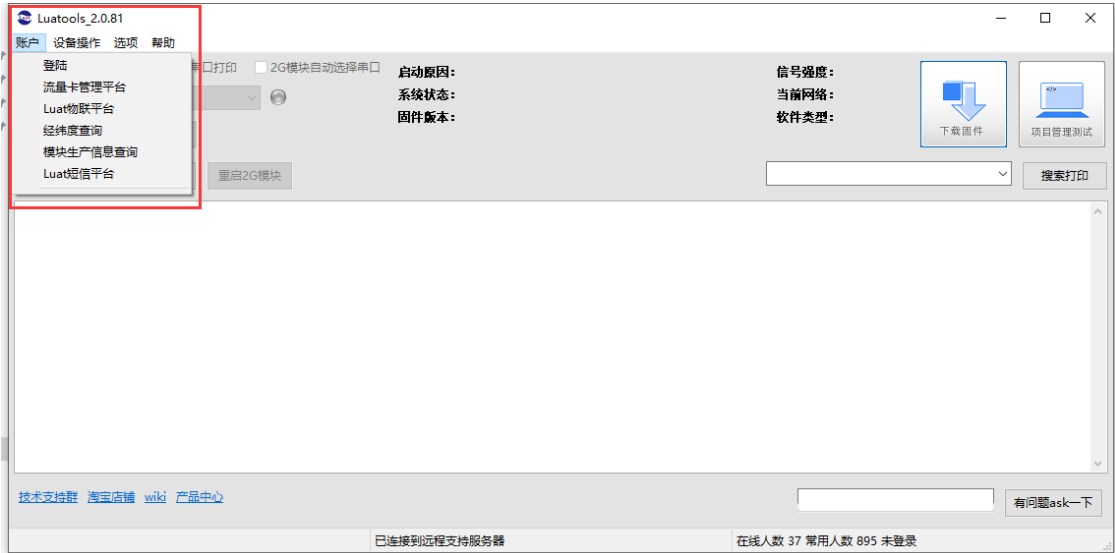 Luatools_2.0.81
账户 设备操作 选项 帮助
登陆
流量卡管理平台
Luat物联平台
经纬度查询
模块生产信息查询
Luat短信平台
串口打印 2G模块自动选择串口
启动原因：
系统状态：
固件版本：
信号强度：
当前网络：
软件类型：
下载固件
项目管理测试
重启2G模块
搜索打印
技术支持群 淘宝店铺 wiki 产品中心
有问题ask一下
已连接到远程支持服务器
在线人数 37 常用人数 895 未登录